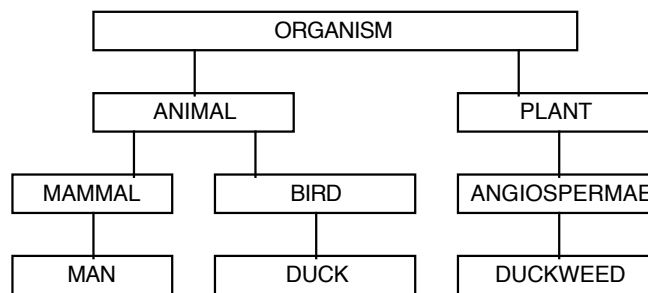 ORGANISM
ANIMAL PLANT
MAMMAL BIRD ANGIOSPERMAE
MAN DUCK DUCKWEED